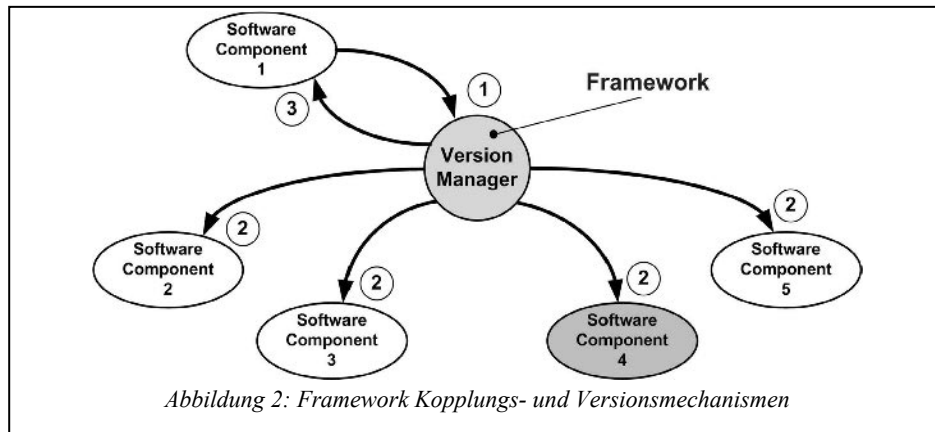 Software
Component
1
1
3
Framework
Version
Manager
2
Software
Component
2
2
Software
Component
3
2
Software
Component
4
2
Software
Component
5
Abbildung 2: Framework Kopplungs- und Versionsmechanismen